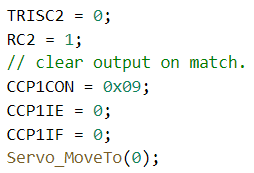 TRISC2 = 0;
RC2 = 1;
// clear output on match.
CCP1CON = 0x09;
CCP1IE = 0;
CCP1IF = 0;
Servo_MoveTo(0);